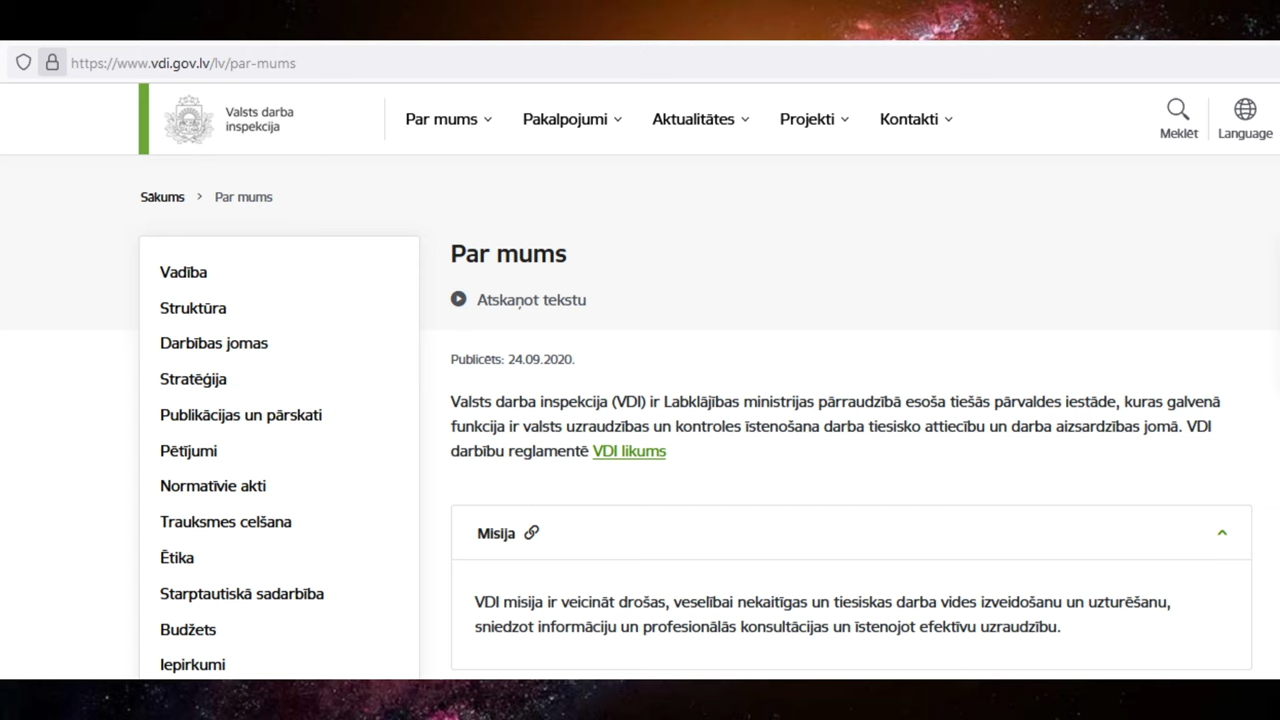 https://www.vdi.gov.lv/lv/par-mums
Valsts darba
inspekcija
Par mums
Pakalpojumi
Aktualitātes
Projekti
Kontakti
Meklēt
Language
Sākums
Par mums
Vadība
Struktūra
Darbības jomas
Stratēģija
Publikācijas un pārskati
Pētījumi
Normatīvie akti
Trauksmes celšana
Ētika
Starptautiskā sadarbība
Budžets
Iepirkumi
Par mums
Atskaņot tekstu
Publicēts: 24.09.2020.
Valsts darba inspekcija (VDI) ir Labklājības ministrijas pārraudzībā esoša tiešās pārvaldes iestāde, kuras galvenā
funkcija ir valsts uzraudzības un kontroles īstenošana darba tiesisko attiecību un darba aizsardzības jomā. VDI
darbību reglamentē VDI likums
Misija
VDI misija ir veicināt drošas, veselībai nekaitīgas un tiesiskas darba vides izveidošanu un uzturēšanu,
sniedzot informāciju un profesionālās konsultācijas un īstenojot efektīvu uzraudzību.